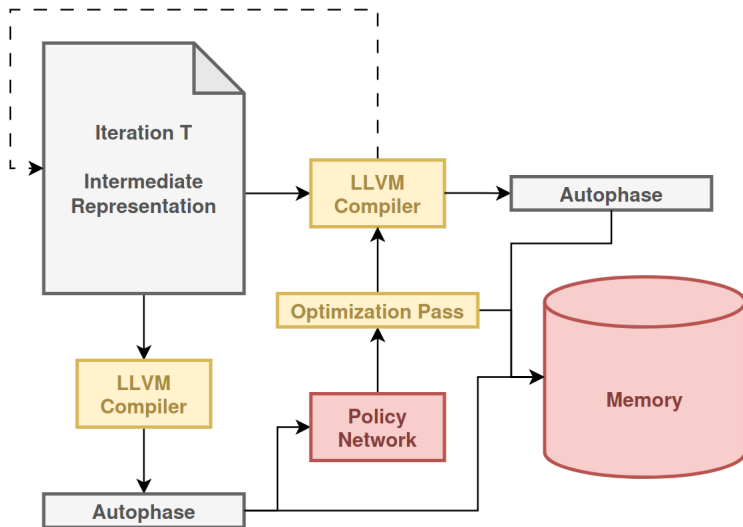 Iteration T
Intermediate
Representation
LLVM
Compiler
Autophase
Optimization Pass
LLVM
Compiler
Policy
Network
Memory
Autophase